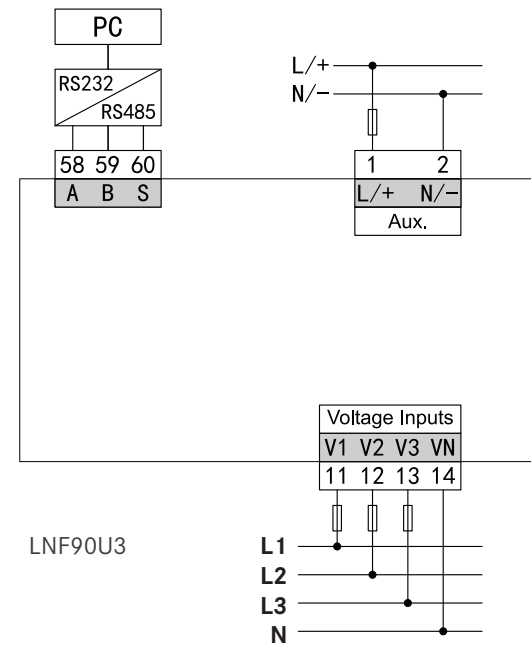 PC
RS232
RS485
58 59 60
A B S
L/+
N/-
1 2
L/+ N/-
Aux.
Voltage Inputs
V1 V2 V3 VN
11 12 13 14
LNF90U3
L1
L2
L3
N